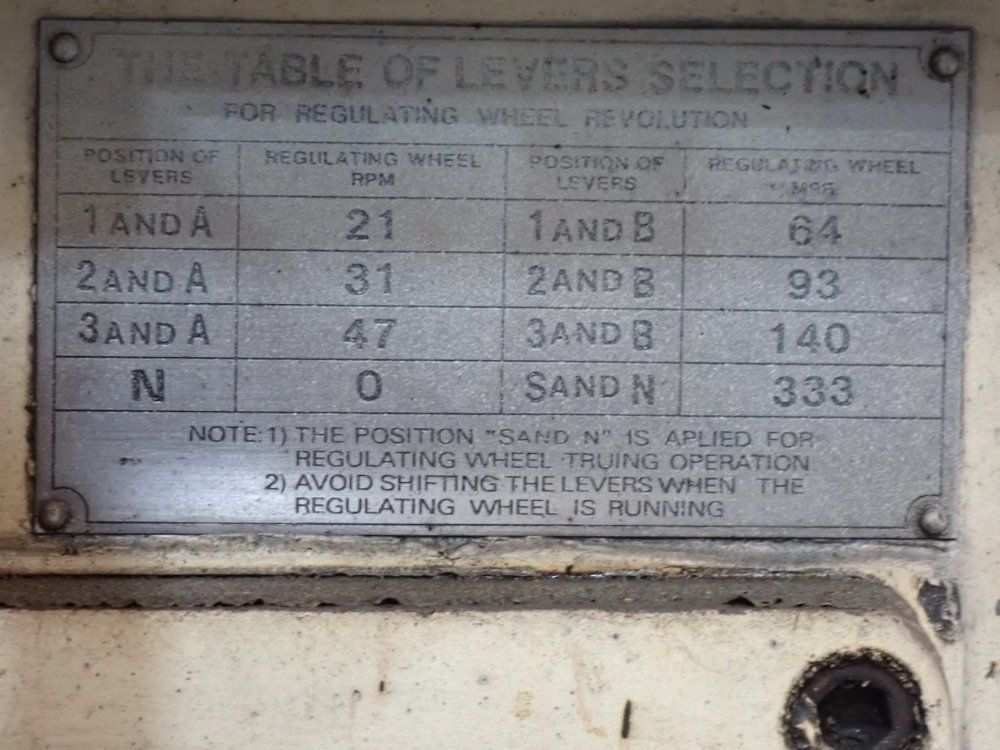 THE TABLE OF LEVERS SELECTION
FOR REGULATING WHEEL REVOLUTION
POSITION OF LEVERS REGULATING WHEEL RPM POSITION OF LEVERS REGULATING WHEEL
1 AND A 21 1 AND B 64
2 AND A 31 2 AND B 93
3 AND A 47 3 AND B 140
N 0 SAND N 333
NOTE: 1) THE POSITION "SAND N" IS APLIED FOR
REGULATING WHEEL TRUING OPERATION
2) AVOID SHIFTING THE LEVERS WHEN THE
REGULATING WHEEL IS RUNNING